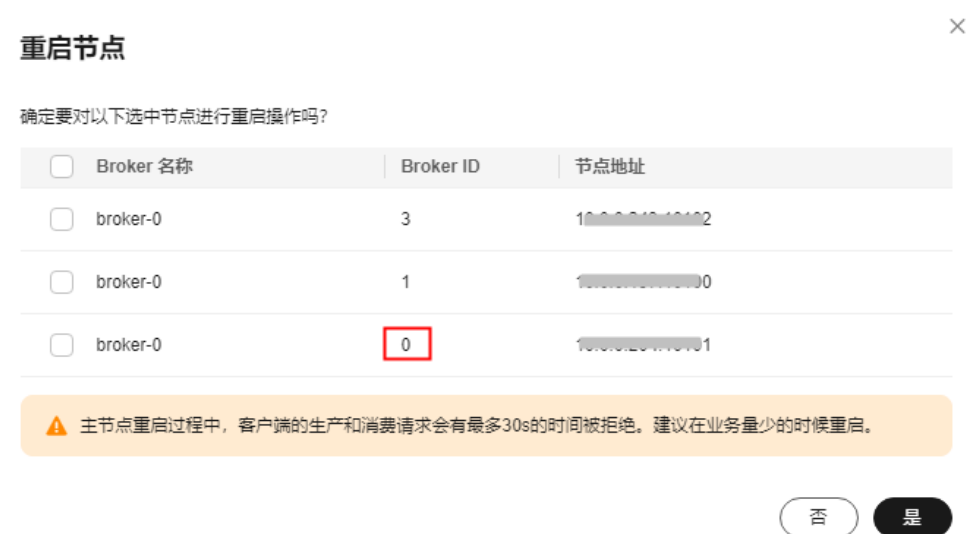 重启节点
确定要对以下选中节点进行重启操作吗?
Broker 名称 Broker ID 节点地址
broker-0 3
broker-0 1
broker-0 0
主节点重启过程中，客户端的生产和消费请求会有最多30s的时间被拒绝。建议在业务量少的时候重启。
否 是